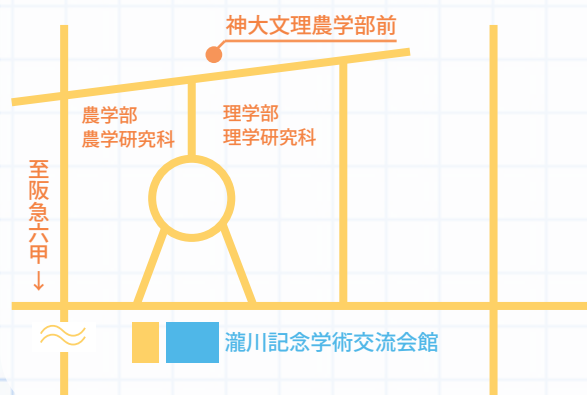 神大文理農学部前
農学部
農学研究科
理学部
理学研究科
至阪急六甲↓
瀧川記念学術交流会館